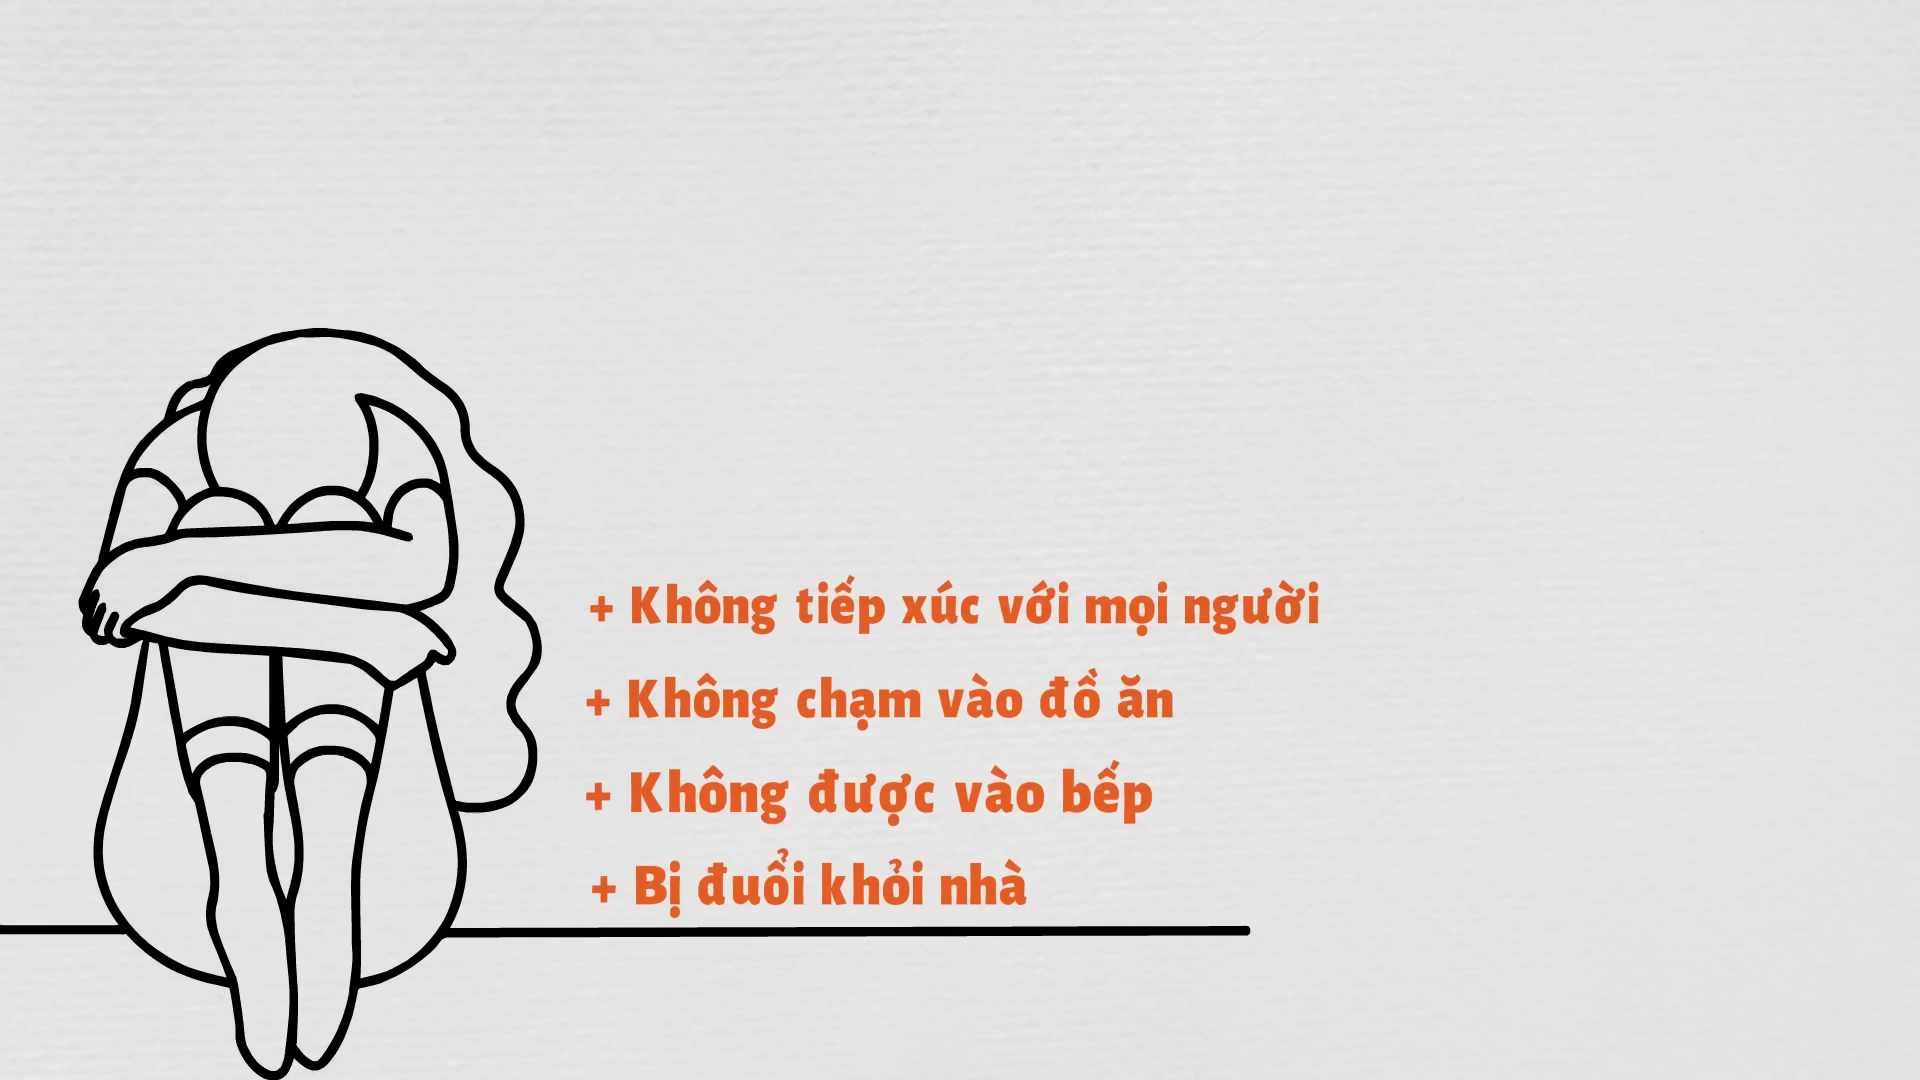 + Không tiếp xúc với mọi người
+ Không chạm vào đồ ăn
+ Không được vào bếp
+ Bị đuổi khỏi nhà